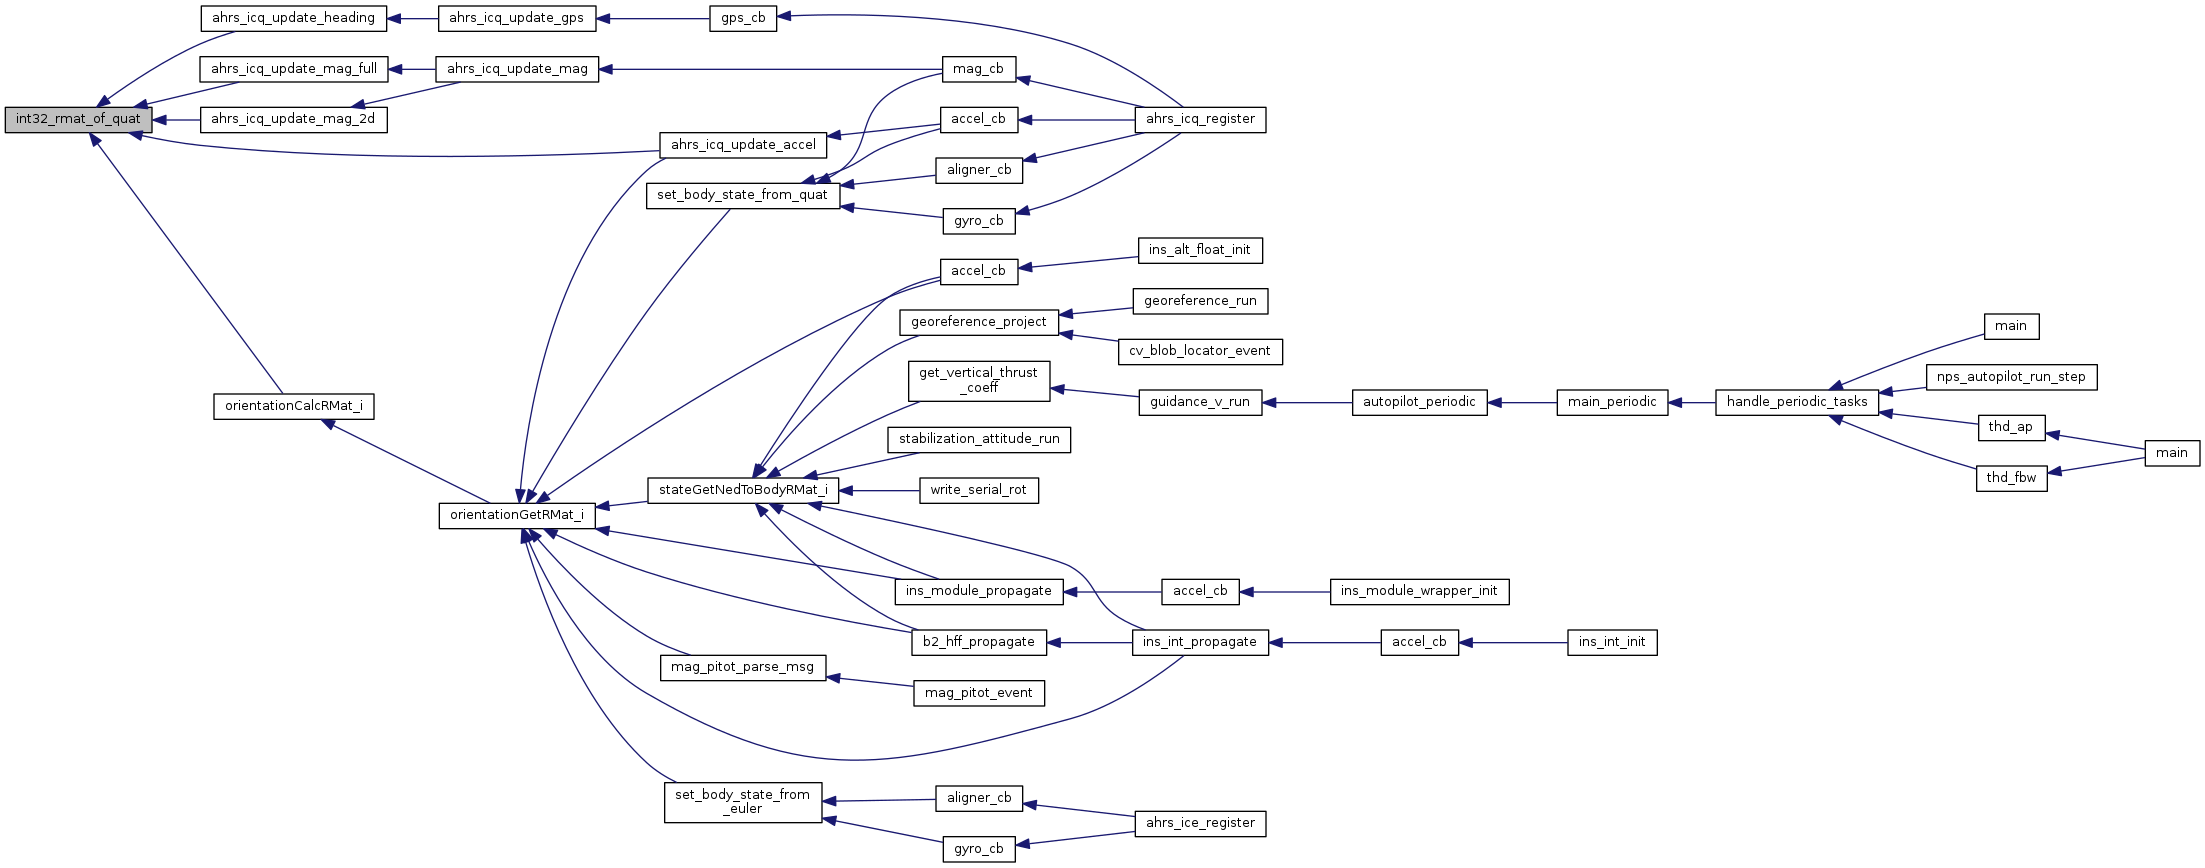 int32_rmat_of_quat
ahrs_icq_update_heading
ahrs_icq_update_gps
gps_cb
ahrs_icq_update_mag_full
ahrs_icq_update_mag
mag_cb
ahrs_icq_update_mag_2d
ahrs_icq_update_accel
accel_cb
ahrs_icq_register
set_body_state_from_quat
aligner_cb
gyro_cb
accel_cb
ins_alt_float_init
georeference_project
georeference_run
cv_blob_locator_event
get_vertical_thrust
_coeff
guidance_v_run
autopilot_periodic
main_periodic
handle_periodic_tasks
main
nps_autopilot_run_step
thd_ap
thd_fbw
main
orientationCalcRMat_i
orientationGetRMat_i
stateGetNedToBodyRMat_i
stabilization_attitude_run
write_serial_rot
ins_module_propagate
accel_cb
ins_module_wrapper_init
b2_hff_propagate
ins_int_propagate
accel_cb
ins_int_init
mag_pitot_parse_msg
mag_pitot_event
set_body_state_from
_euler
aligner_cb
gyro_cb
ahrs_ice_register